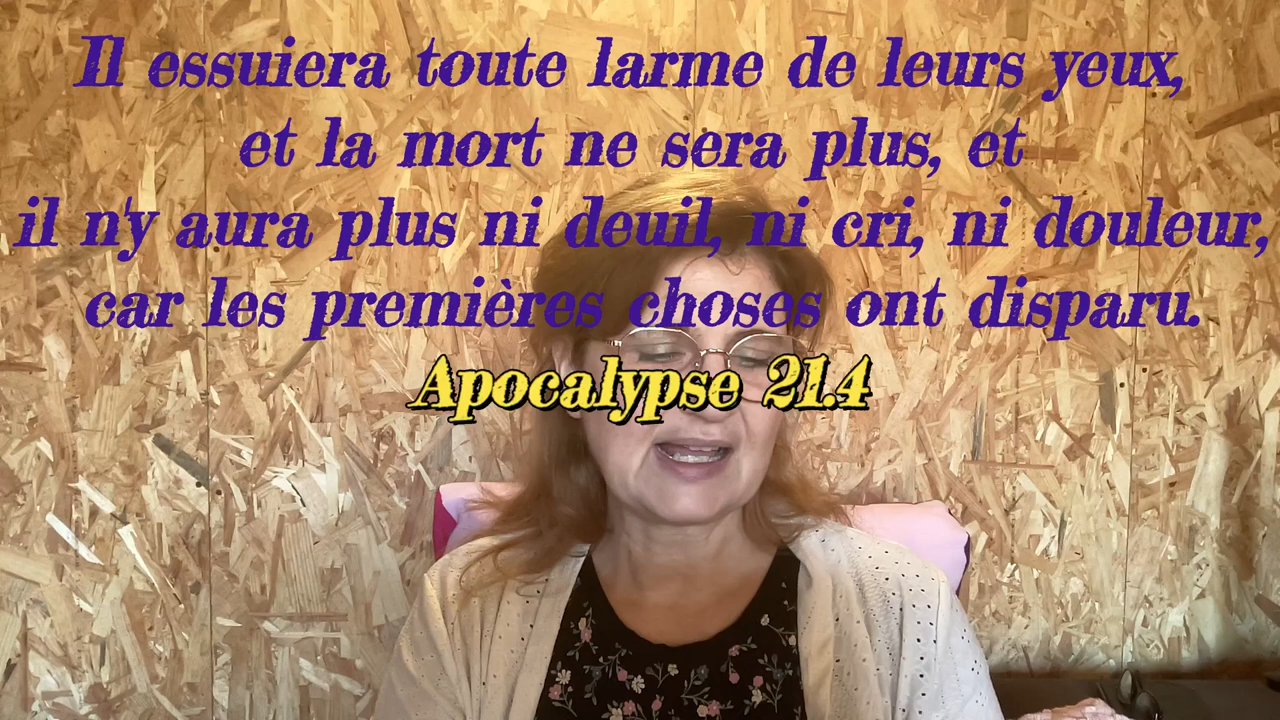 Il essuiera toute larme de leurs yeux,
et la mort ne sera plus, et
il n'y aura plus ni deuil, ni cri, ni douleur,
car les premières choses ont disparu.
Apocalypse 21.4